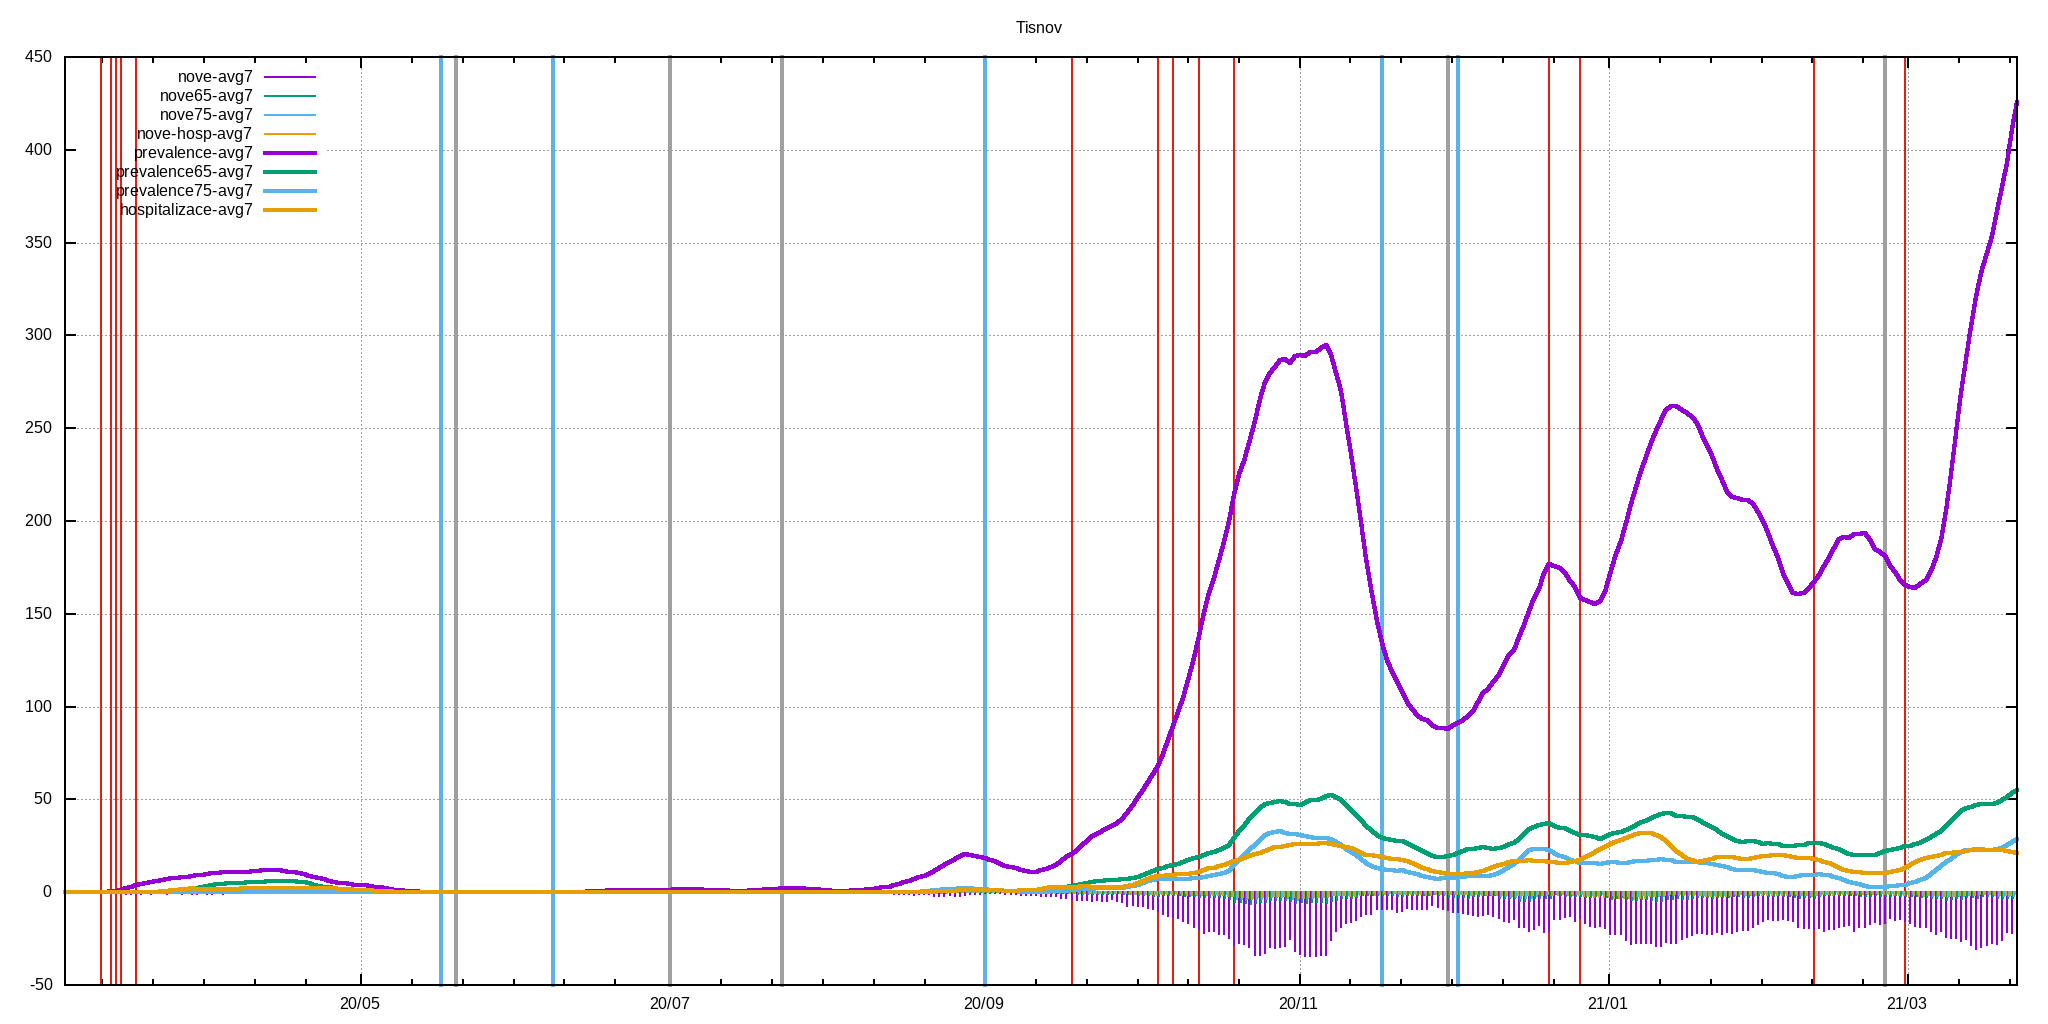 Tisnov
450
400
350
300
250
200
150
100
50
0
-50
nove-avg7
nove65-avg7
nove75-avg7
nove-hosp-avg7
prevalence-avg7
prevalence65-avg7
prevalence75-avg7
hospitalizace-avg7
20/05 20/07 20/09 20/11 21/01 21/03